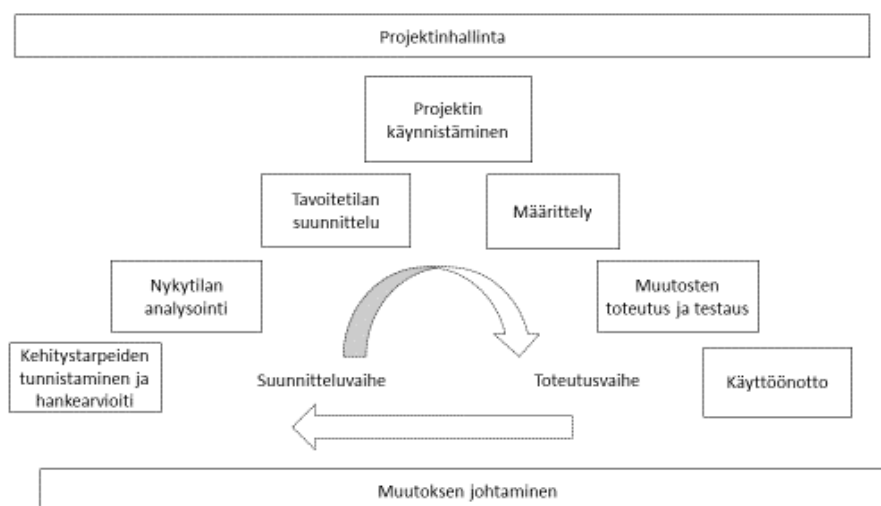 Projektinhallinta
Projektin
käynnistäminen
Tavoitetilan
suunnittelu
Määrittely
Nykytilan
analysointi
Muutosten
toteutus ja testaus
Kehitystarpeiden
tunnistaminen ja
hankearvioiti
Suunnitteluvaihe
Toteutusvaihe
Käyttöönotto
Muutoksen johtaminen